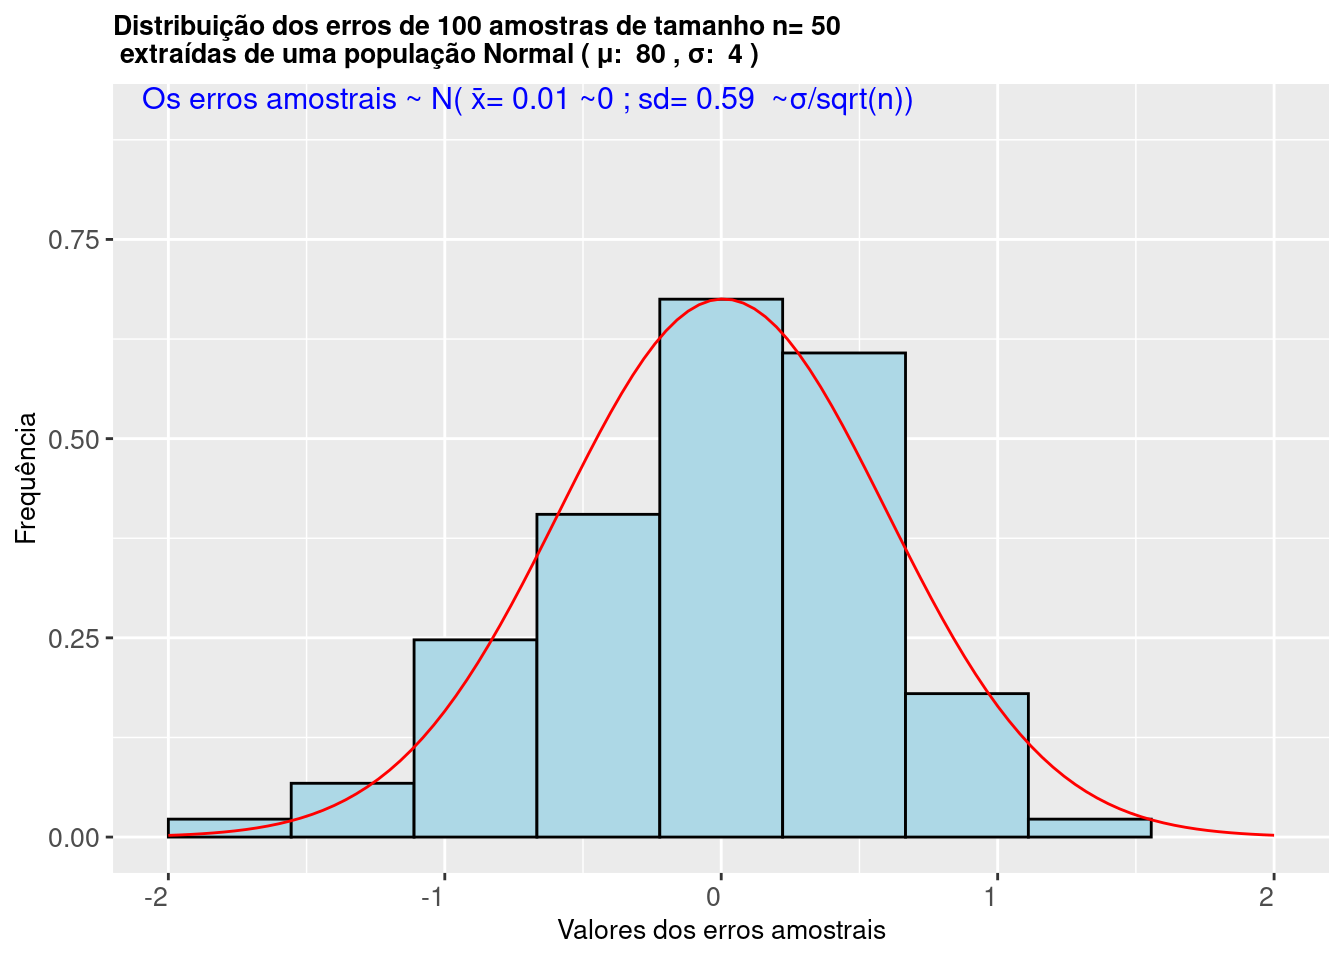 Distribuição dos erros de 100 amostras de tamanho n= 50
extraídas de uma população Normal ( μ:  80 , σ:  4 )
Os erros amostrais ~ N( x̄= 0.01 ~0 ; sd= 0.59  ~σ/sqrt(n))
0.75
0.50
0.25
0.00
Frequência
-2 -1 0 1 2
Valores dos erros amostrais